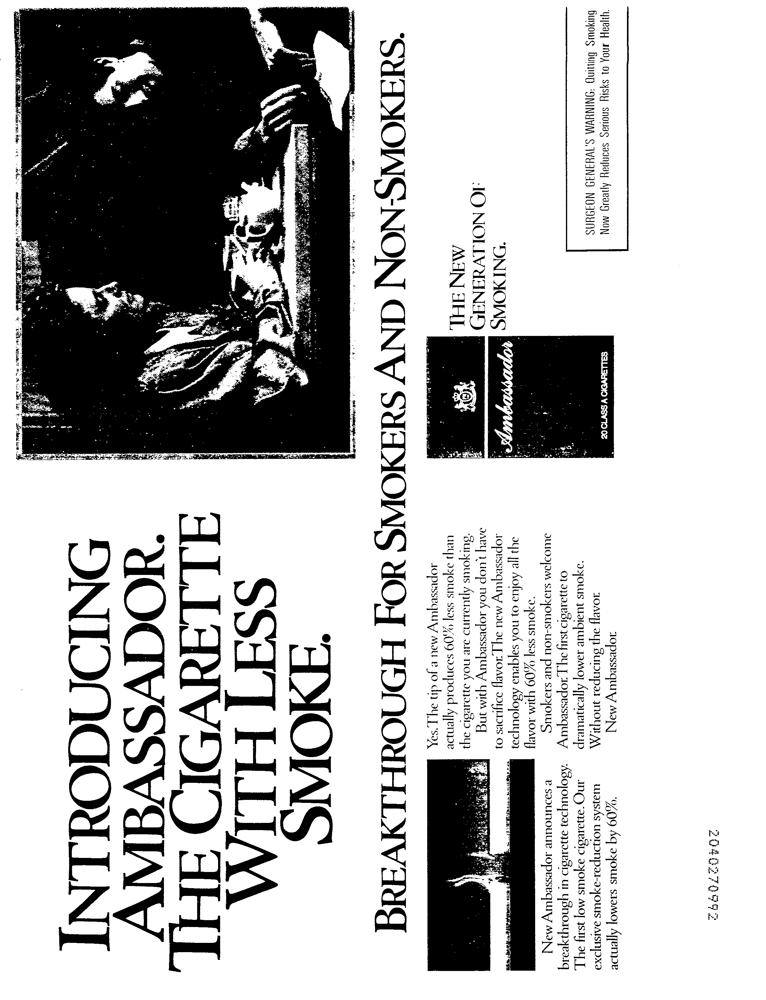 INTRODUCING
AMBASSADOR.
THE CIGARETTE
WITH LESS
SMOKE.
BREAKTHROUGH FOR SMOKERS AND NON-SMOKERS.
New Ambassador announces a
breakthrough in cigarette technology.
The first low smoke cigarette. Our
exclusive smoke-reduction system
actually lowers smoke by 60%.
Yes. The tip of a new Ambassador
actually produces 60% less smoke than
the cigarette you are currently smoking.
But with Ambassador you don't have
to sacrifice flavor. The new Ambassador
technology enables you to enjoy all the
flavor with 60% less smoke.
Smokers and non-smokers welcome
Ambassador. The first cigarette to
dramatically lower ambient smoke.
Without reducing the flavor.
New Ambassador.
Ambassador
20 CLASS A CIGARETTES
THE NEW
GENERATION OF
SMOKING.
SURGEON GENERAL'S WARNING: Quitting Smoking
Now Greatly Reduces Serious Risks to Your Health.
2040270992